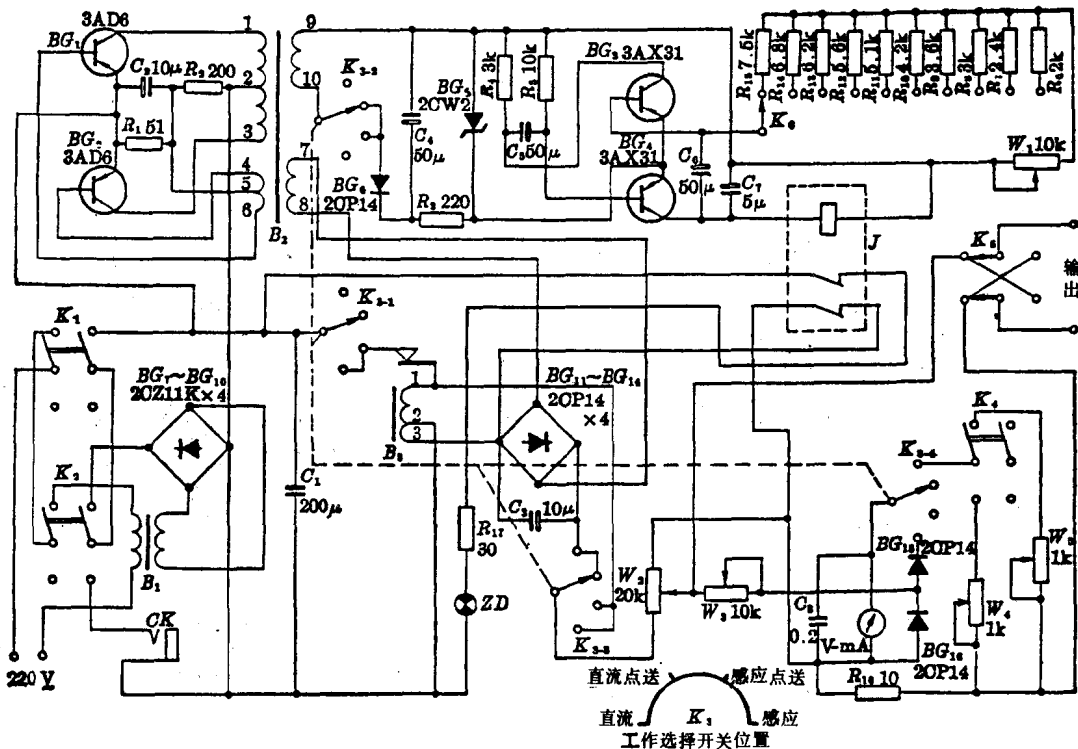 3AD6
BG₁
C₂ 10μ
R₂ 200
BG₂
3AD6
R₁ 51
1
2
3
4
5
6
B₂
9
10
7
8
K₃₋₂
BG₆
2CP14
C₄
50μ
BG₅
2CW2
R₃ 220
R₄ 3k
R₅ 10k
C₅ 50μ
BG₃ 3AX31
BG₄
3AX31
C₆
50μ
C₇
5μ
R₁₅ 7.5k
R₁₄ 6.8k
R₁₃ 6.2k
R₁₂ 5.6k
R₁₁ 5.1k
R₁₀ 4.2k
R₉ 3.6k
R₈ 3k
R₇ 2.4k
R₆ 2k
K₆
W₁ 10k
J
K₅
输出
K₁
K₃₋₁
BG₇~BG₁₀
2CZ11K×4
K₂
B₁
CK
220V
C₁
200μ
1
2
3
B₃
BG₁₁~BG₁₄
2CP14
×4
C₃
10μ
R₁₇
30
ZD
K₃₋₃
W₂
20k
W₃ 10k
K₃₋₄
K₄
BG₁₅ 2CP14
C₈
0.2
V-mA
BG₁₆
2CP14
R₁₆ 10
W₄
1k
W₅
1k
直流点送 感应点送
直流 K₃ 感应
工作选择开关位置